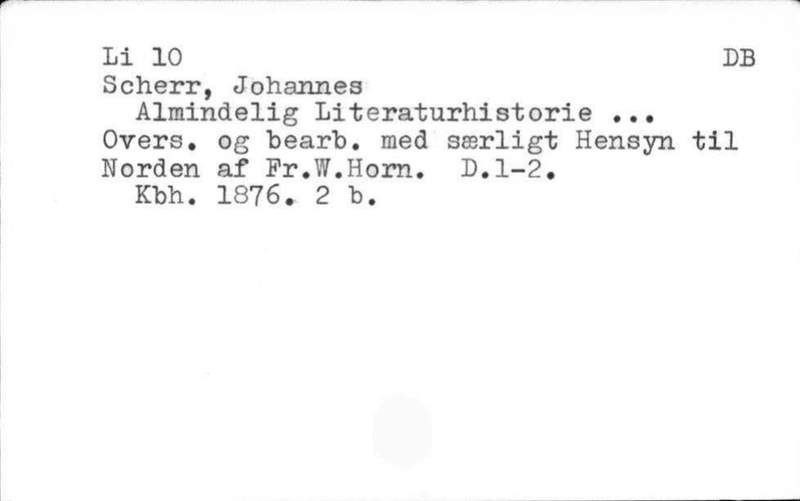 Li 10 DB
Scherr, Johannes
Almindelig Literaturhistorie ...
Overs. og bearb. med særligt Hensyn til
Norden af Fr.W.Horn. D.1-2.
Kbh. 1876. 2 b.